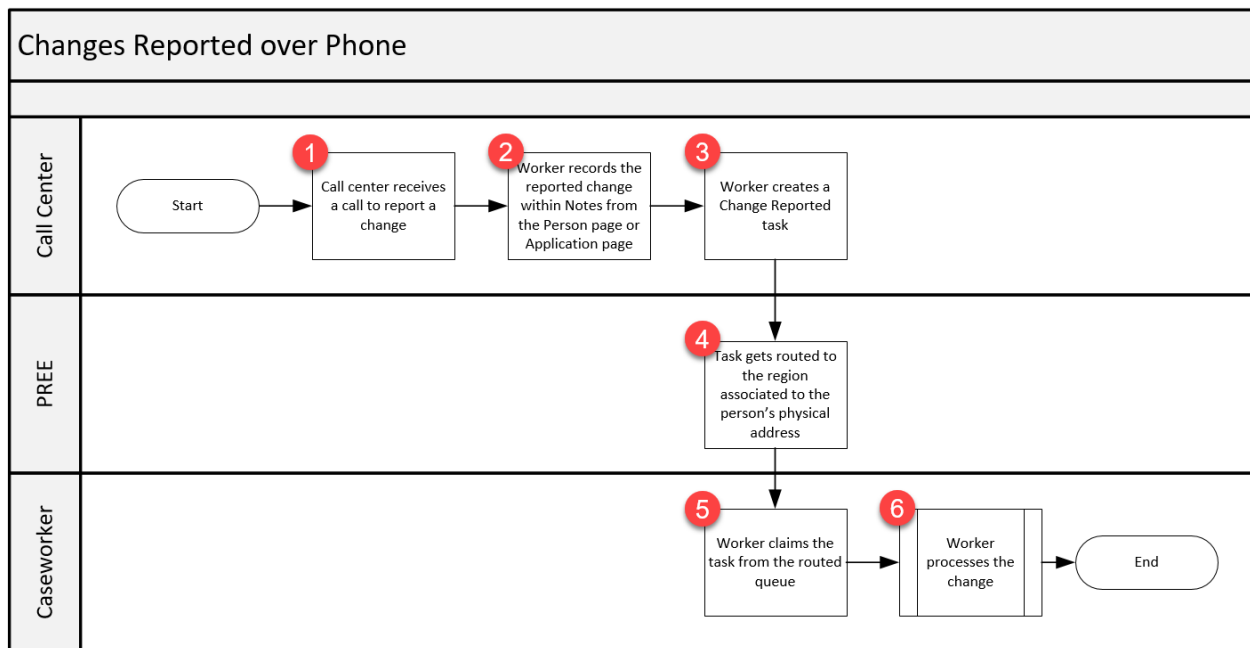 Changes Reported over Phone
Call Center
Start
1
Call center receives
a call to report a
change
2
Worker records the
reported change
within Notes from
the Person page or
Application page
3
Worker creates a
Change Reported
task
PREE
4
Task gets routed to
the region
associated to the
person's physical
address
Caseworker
5
Worker claims the
task from the routed
queue
6
Worker
processes the
change
End